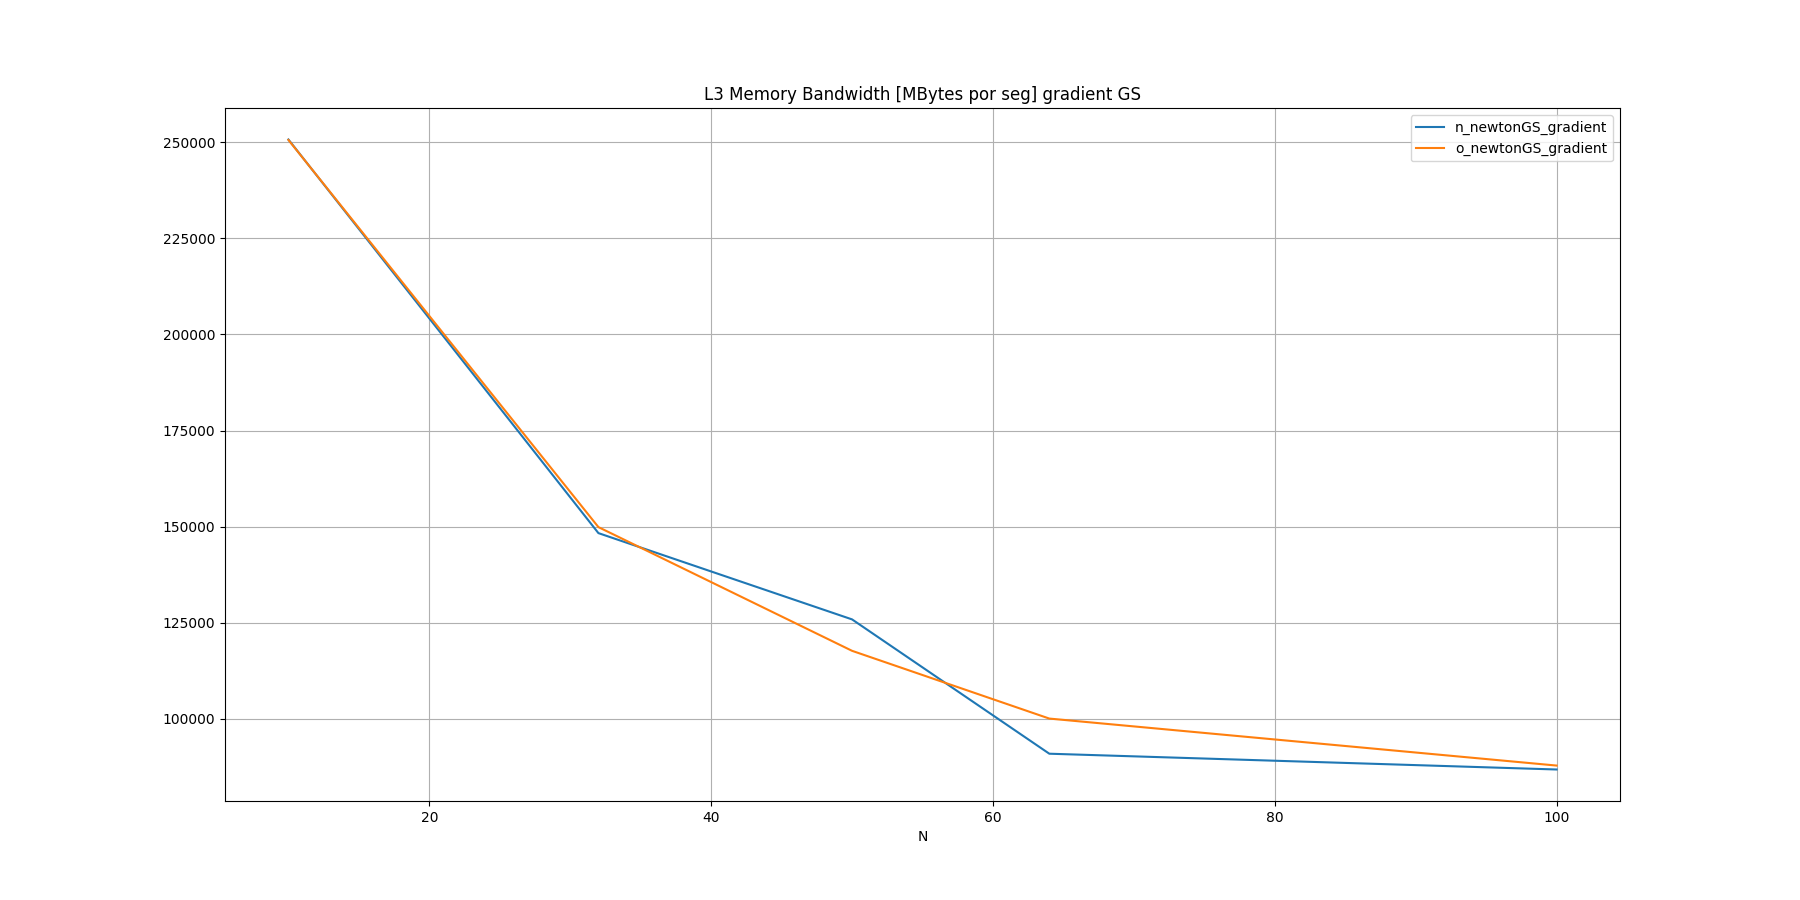 L3 Memory Bandwidth [MBytes por seg] gradient GS
n_newtonGS_gradient
o_newtonGS_gradient
250000
225000
200000
175000
150000
125000
100000
20 40 60 80 100
N